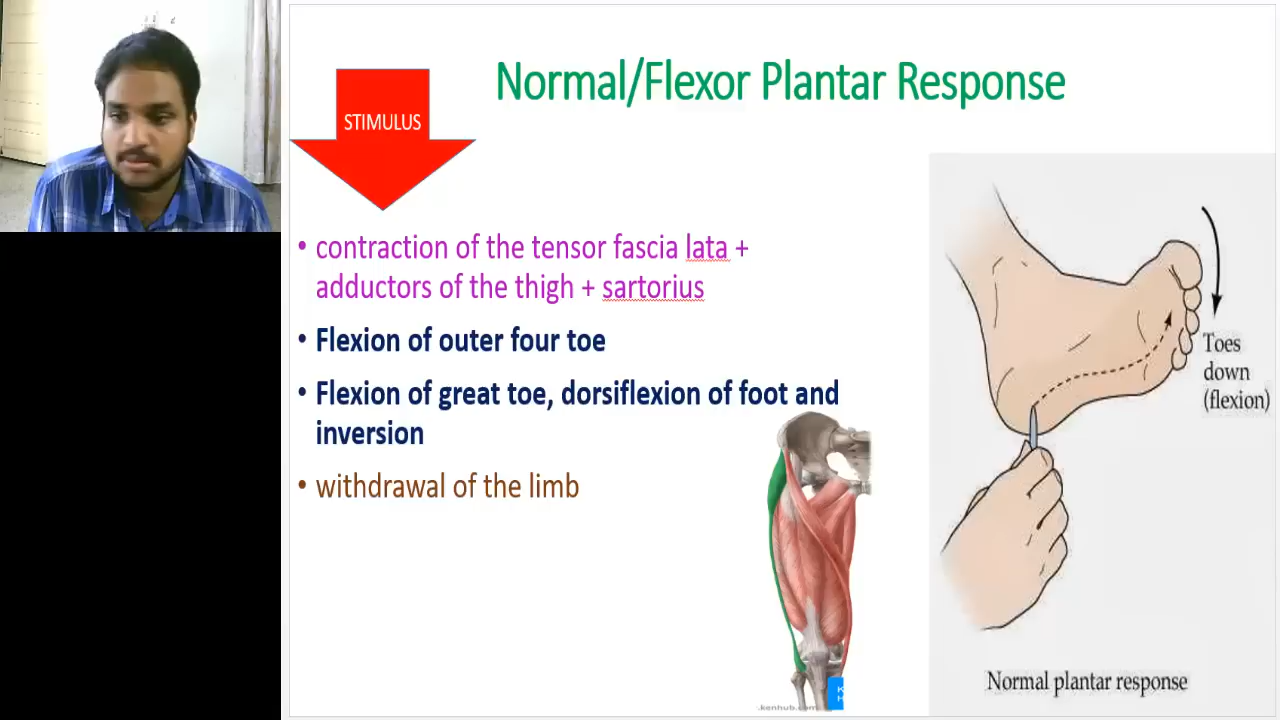 Normal/Flexor Plantar Response
STIMULUS
• contraction of the tensor fascia lata +
adductors of the thigh + sartorius
• Flexion of outer four toe
• Flexion of great toe, dorsiflexion of foot and
inversion
• withdrawal of the limb
Toes
down
(flexion)
Normal plantar response